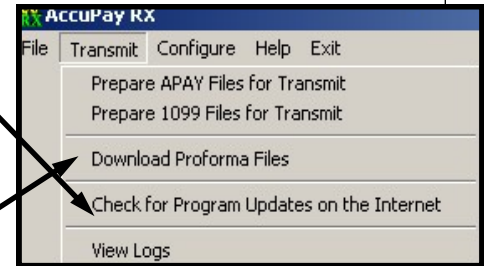 AccuPay RX
File Transmit Configure Help Exit
Prepare APAY Files for Transmit
Prepare 1099 Files for Transmit
Download Proforma Files
Check for Program Updates on the Internet
View Logs